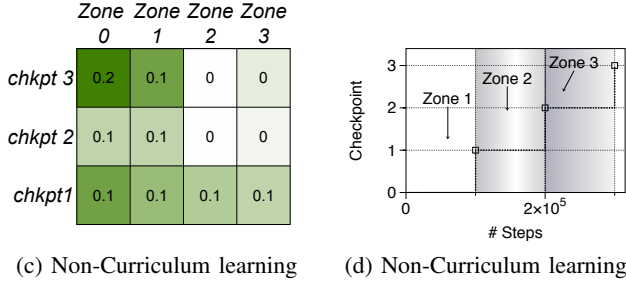 Zone 0
Zone 1
Zone 2
Zone 3
chkpt 3
0.2
0.1
0
0
chkpt 2
0.1
0.1
0
0
chkpt1
0.1
0.1
0.1
0.1
(c) Non-Curriculum learning
Checkpoint
3
2
1
0
Zone 1
Zone 2
Zone 3
0
2×10⁵
# Steps
(d) Non-Curriculum learning